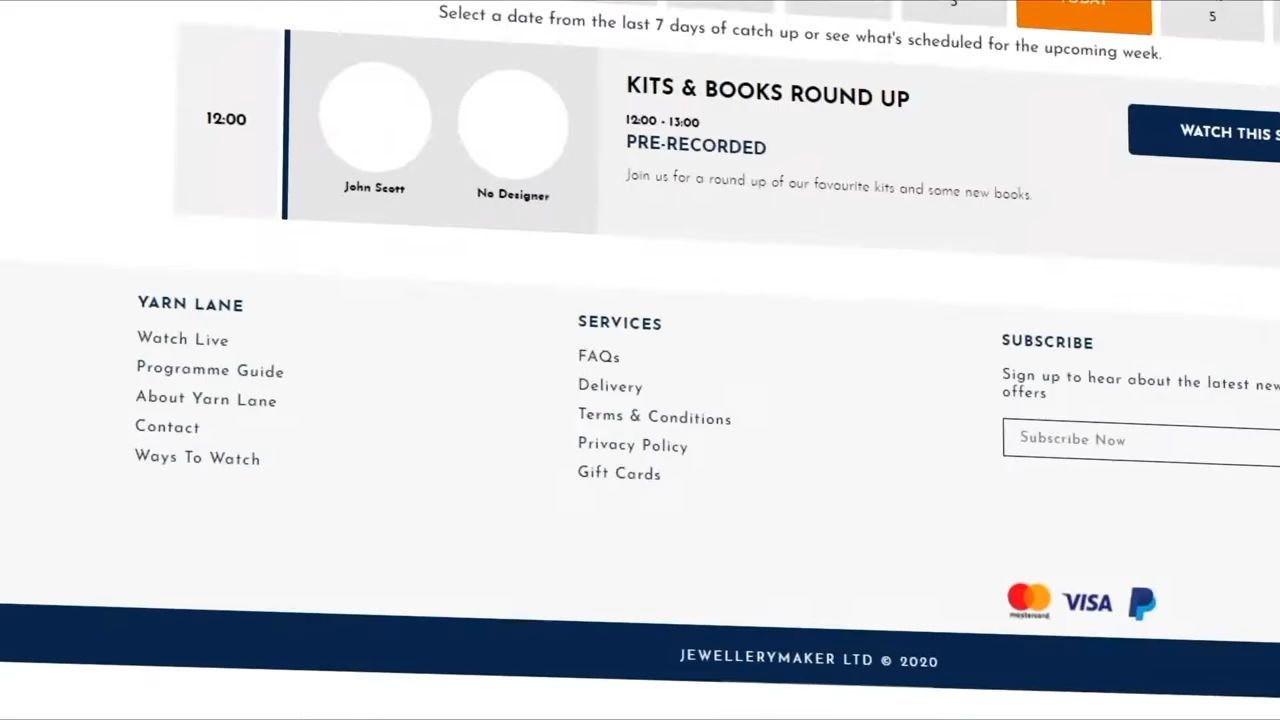 5
Select a date from the last 7 days of catch up or see what's scheduled for the upcoming week.
12:00
John Scott
No Designer
KITS & BOOKS ROUND UP
12:00 - 13:00
PRE-RECORDED
Join us for a round up of our favourite kits and some new books.
WATCH THIS
YARN LANE
Watch Live
Programme Guide
About Yarn Lane
Contact
Ways To Watch
SERVICES
FAQs
Delivery
Terms & Conditions
Privacy Policy
Gift Cards
SUBSCRIBE
Sign up to hear about the latest new
offers
Subscribe Now
mastercard
VISA
JEWELLERYMAKER LTD © 2020